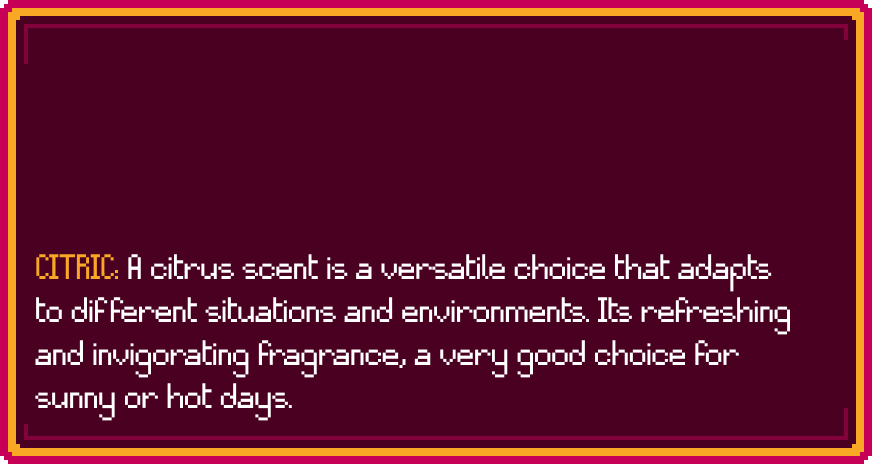 CITRIC: A citrus scent is a versatile choice that adapts
to different situations and environments. Its refreshing
and invigorating fragrance, a very good choice for
sunny or hot days.